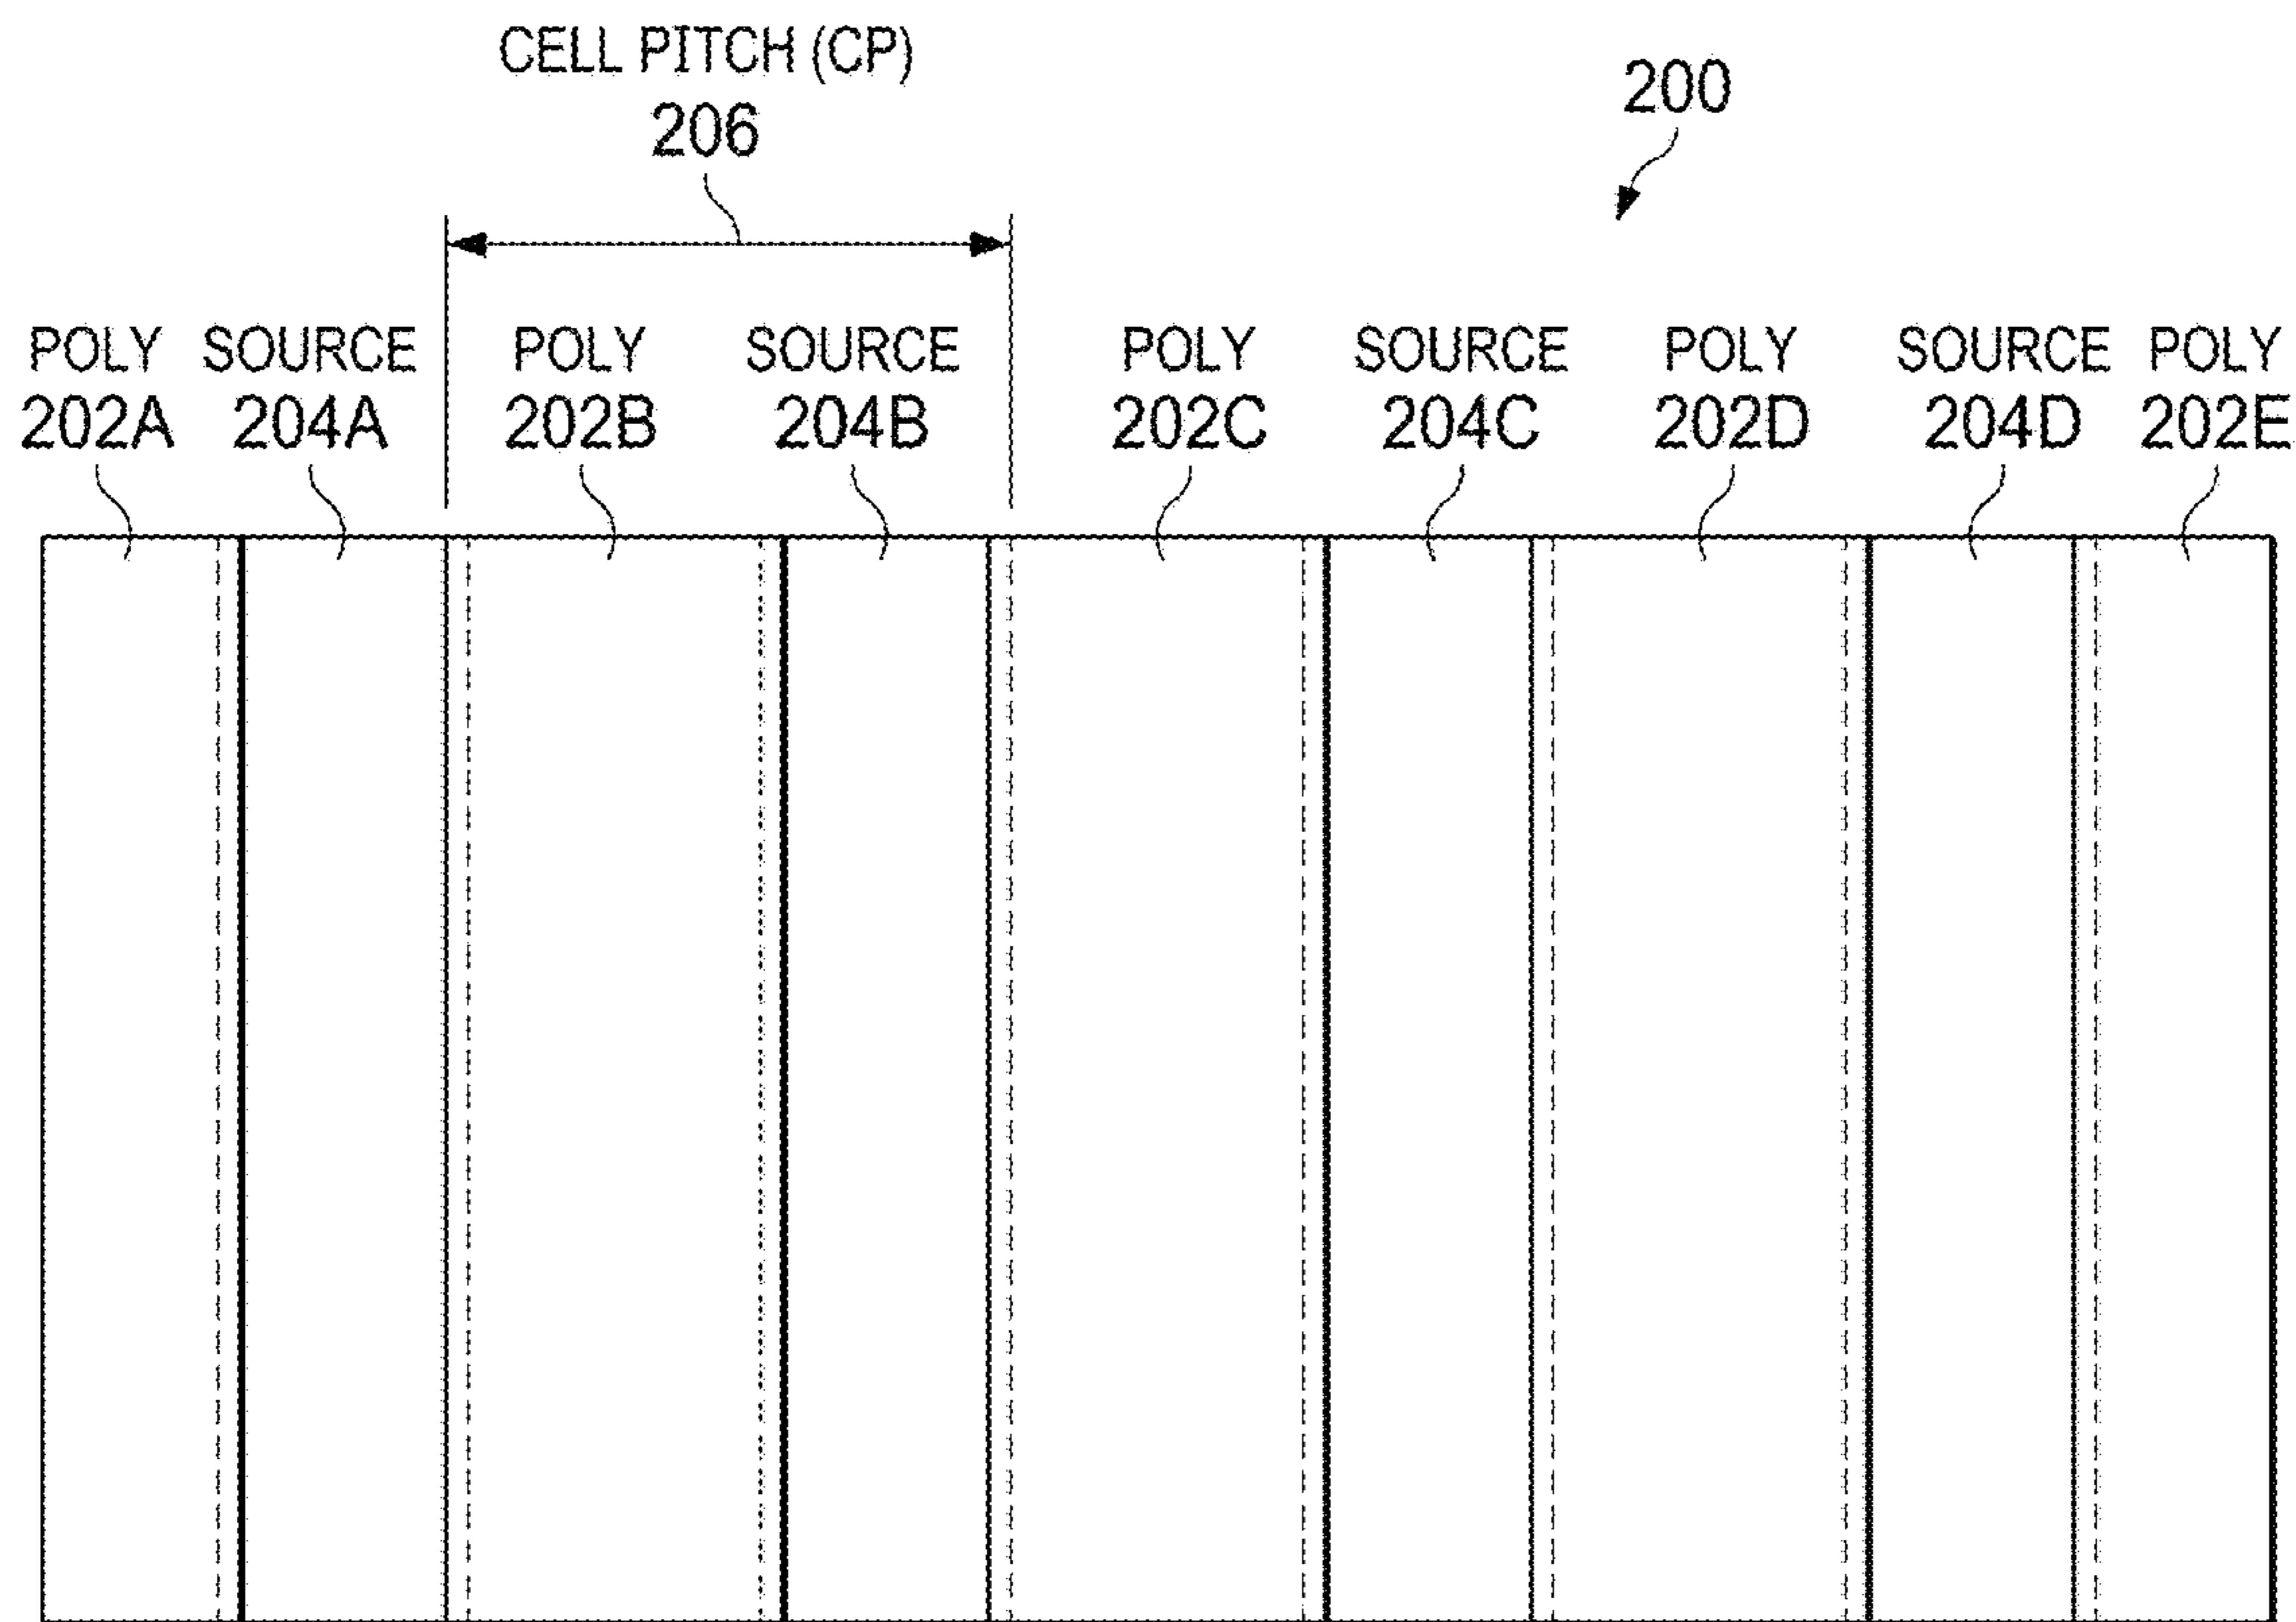 CELL PITCH (CP)
206
200
POLY SOURCE POLY SOURCE POLY SOURCE POLY SOURCE POLY
202A 204A 202B 204B 202C 204C 202D 204D 202E